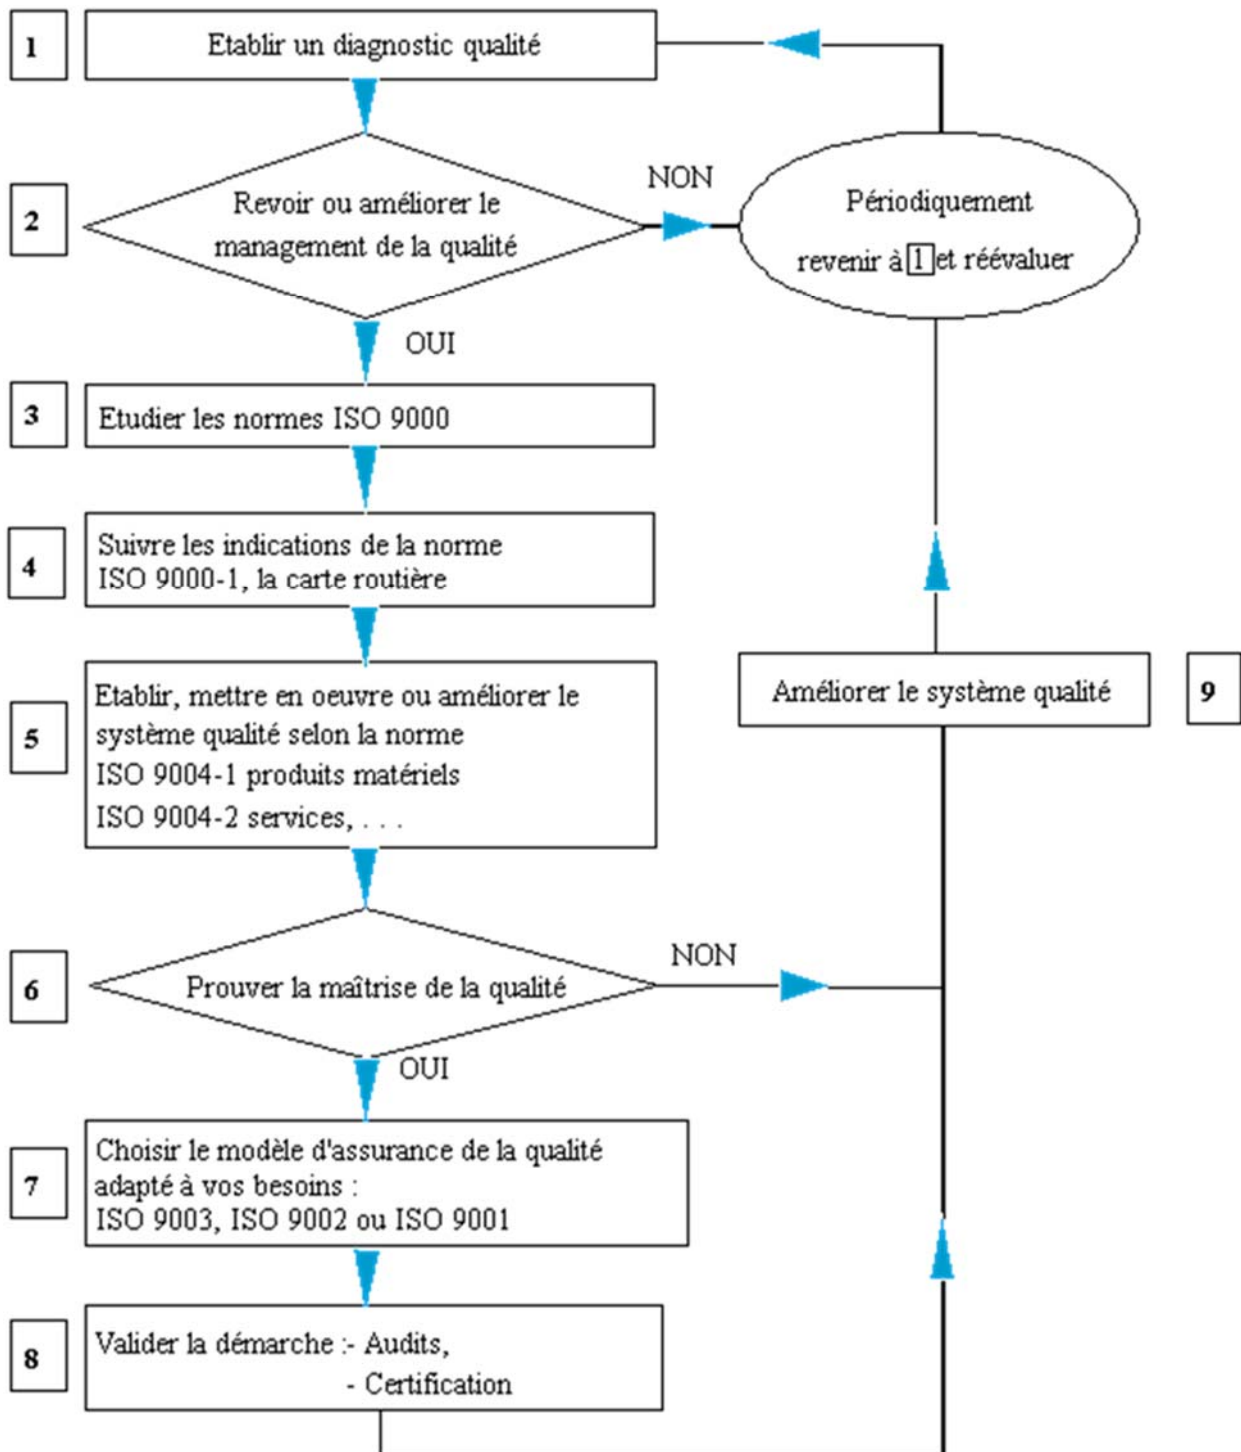 1
Etablir un diagnostic qualité
2
Revoir ou améliorer le
management de la qualité
NON
Périodiquement
revenir à 1 et réévaluer
OUI
3
Etudier les normes ISO 9000
4
Suivre les indications de la norme
ISO 9000-1, la carte routière
5
Etablir, mettre en oeuvre ou améliorer le
système qualité selon la norme
ISO 9004-1 produits matériels
ISO 9004-2 services, . . .
Améliorer le système qualité
9
6
Prouver la maîtrise de la qualité
NON
OUI
7
Choisir le modèle d'assurance de la qualité
adapté à vos besoins :
ISO 9003, ISO 9002 ou ISO 9001
8
Valider la démarche :- Audits,
- Certification